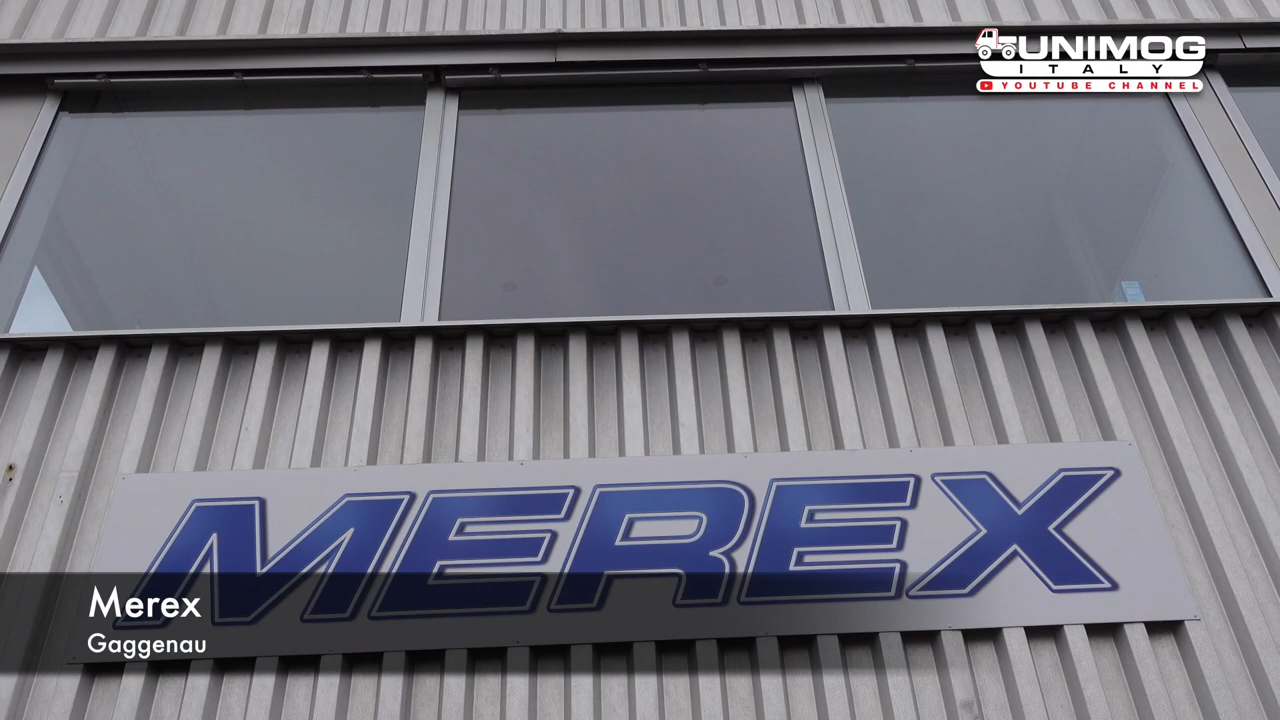 UNIMOG
ITALY
YOUTUBE CHANNEL
MEREX
Merex
Gaggenau